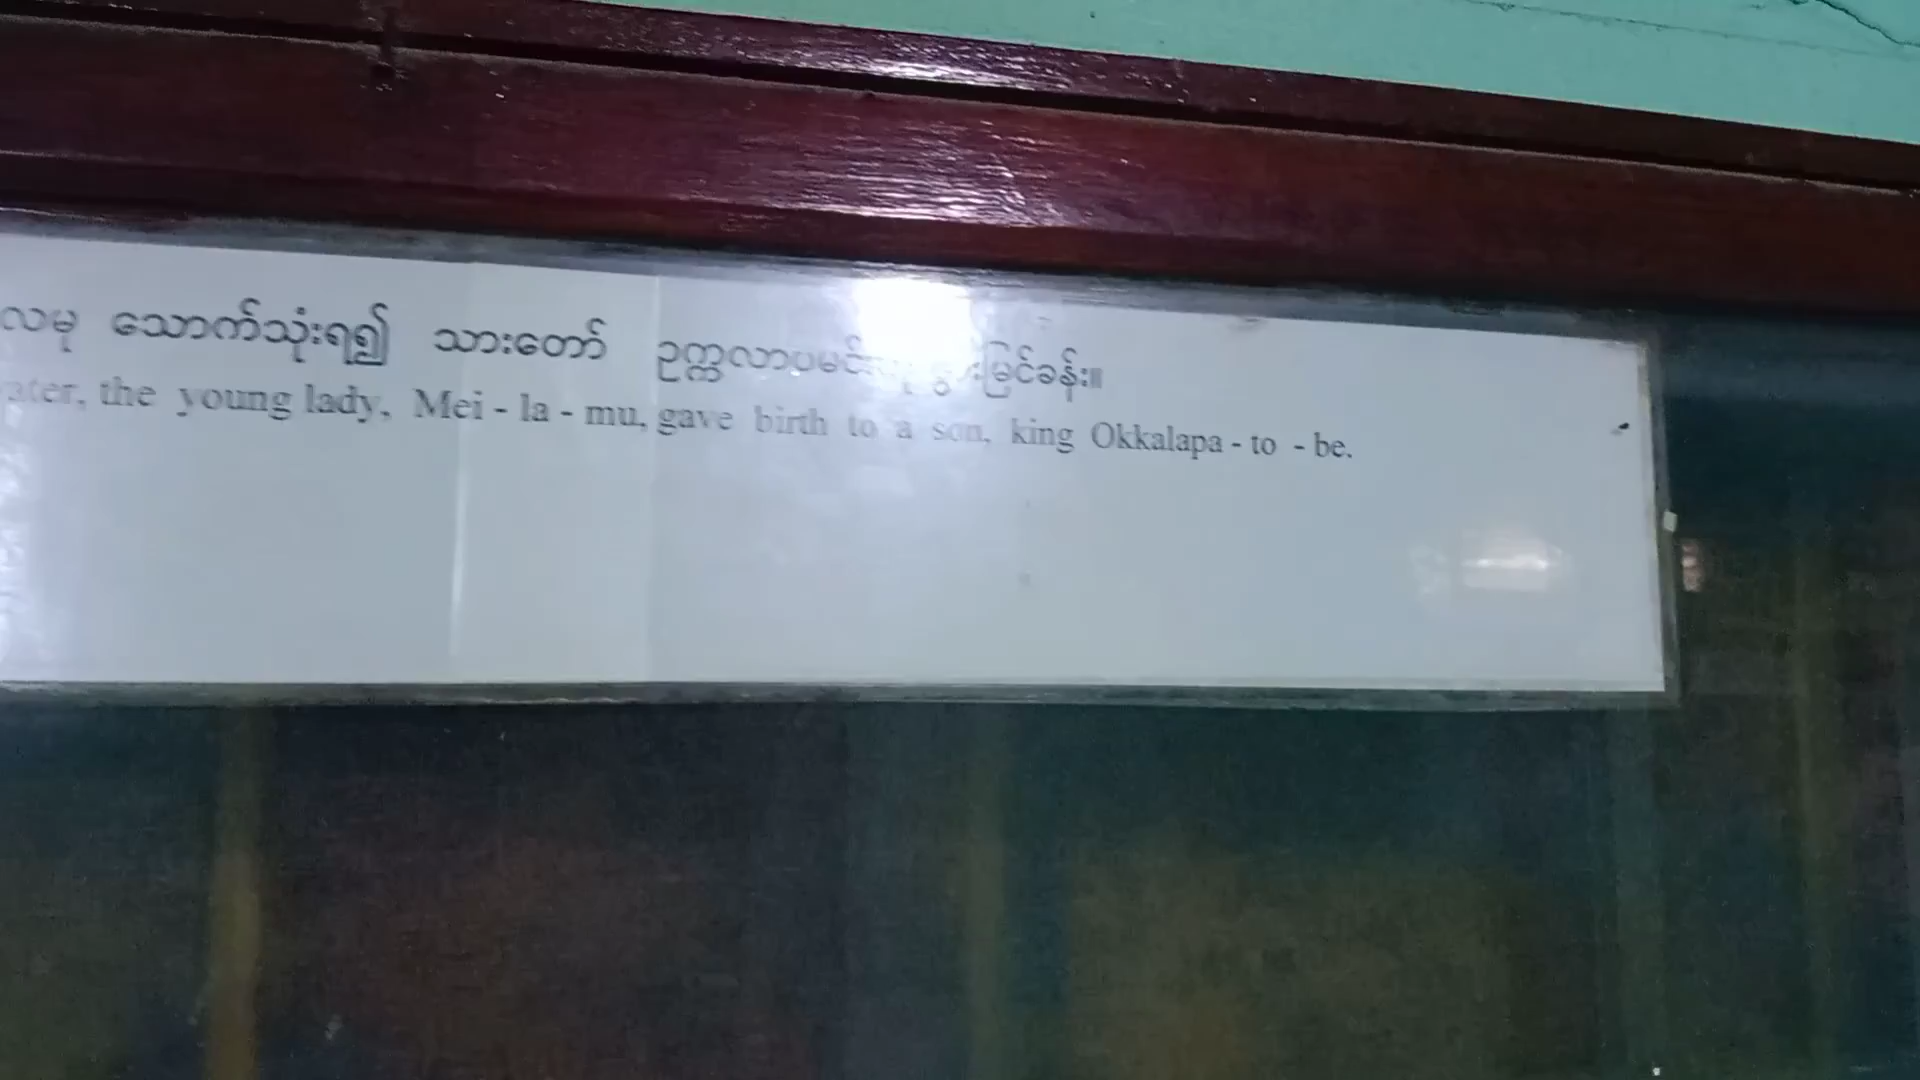 လမု သောက်သုံးရ၍ သားတော် ဥက္ကလာပမင်း မြင်ခန်း။
the young lady, Mei - la - mu, gave birth to a son, king Okkalapa - to - be.